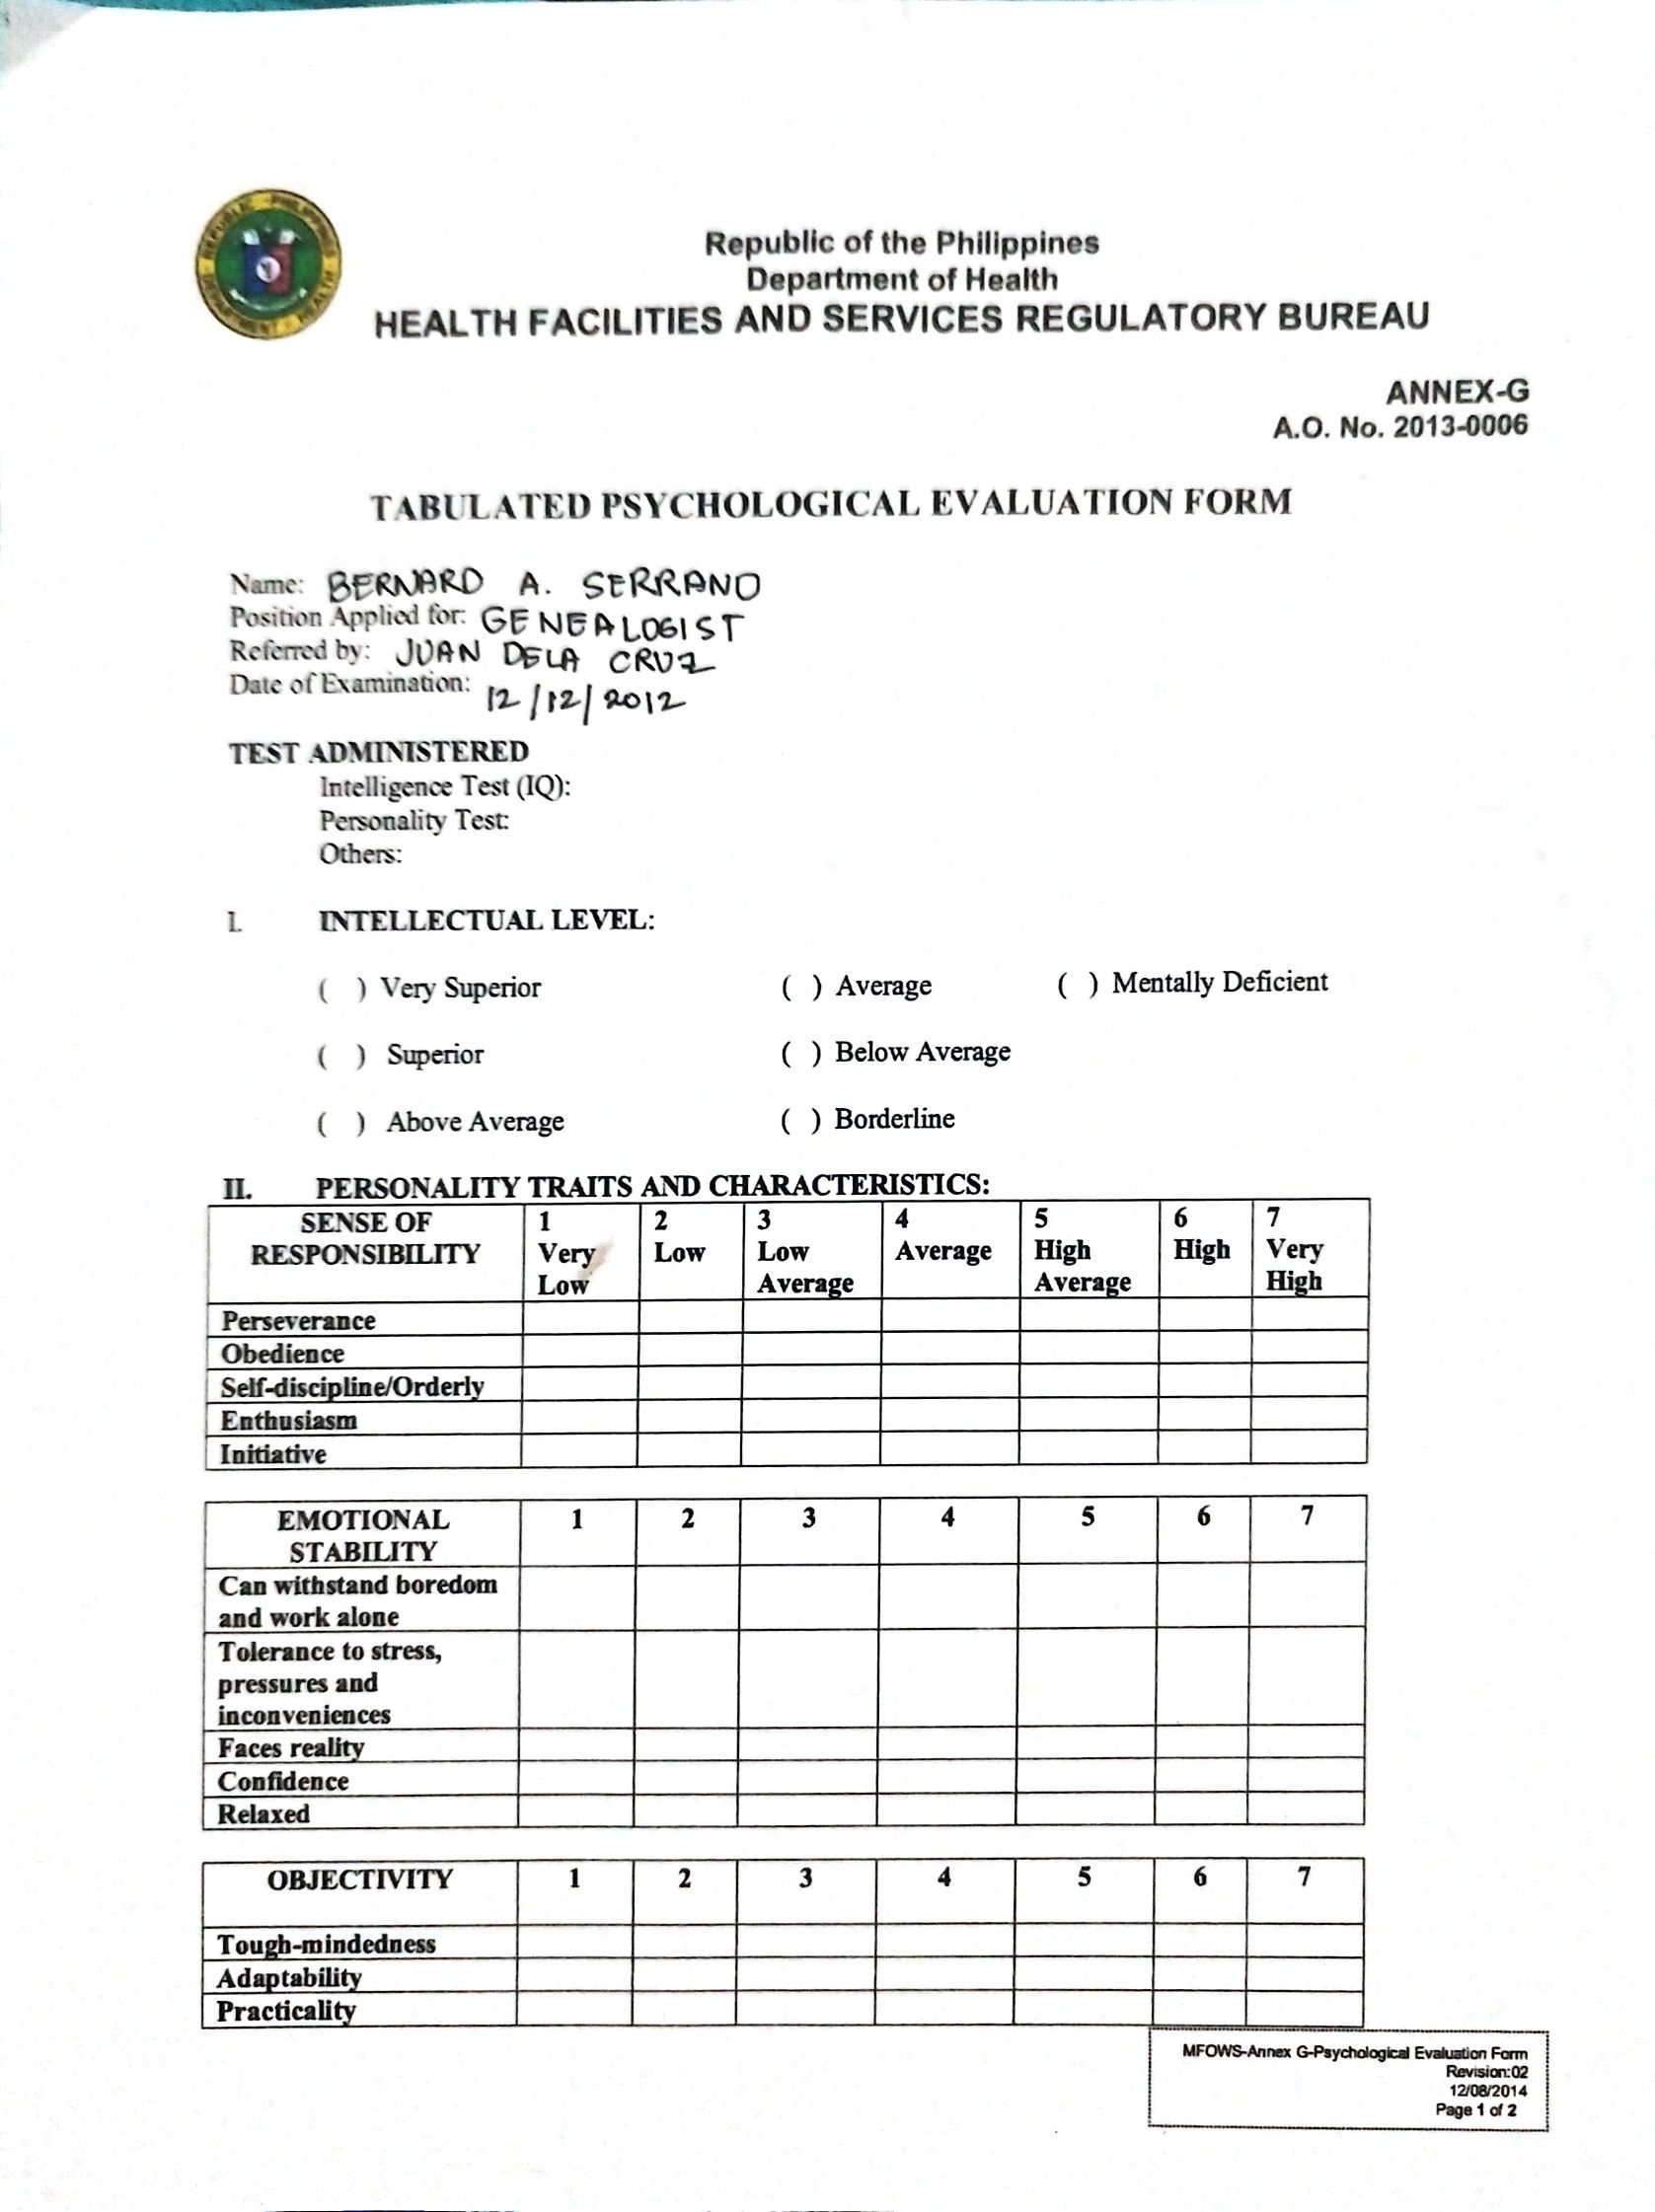 REPUBLIC PHILIPPINES
DEPARTMENT HEALTH
Republic of the Philippines
Department of Health
HEALTH FACILITIES AND SERVICES REGULATORY BUREAU
ANNEX-G
A.O. No. 2013-0006
TABULATED PSYCHOLOGICAL EVALUATION FORM
Name: BERNARD A. SERRANO
Position Applied for: GENEALOGIST
Referred by: JUAN DELA CRUZ
Date of Examination: 12/12/2012
TEST ADMINISTERED
Intelligence Test (IQ):
Personality Test:
Others:
I. INTELLECTUAL LEVEL:
( ) Very Superior ( ) Average ( ) Mentally Deficient
( ) Superior ( ) Below Average
( ) Above Average ( ) Borderline
II. PERSONALITY TRAITS AND CHARACTERISTICS:
SENSE OF 1 2 3 4 5 6 7
RESPONSIBILITY Very Low Low Average High High Very
Low Average Average High
Perseverance
Obedience
Self-discipline/Orderly
Enthusiasm
Initiative
EMOTIONAL 1 2 3 4 5 6 7
STABILITY
Can withstand boredom
and work alone
Tolerance to stress,
pressures and
inconveniences
Faces reality
Confidence
Relaxed
OBJECTIVITY 1 2 3 4 5 6 7
Tough-mindedness
Adaptability
Practicality
MFOWS-Annex G-Psychological Evaluation Form
Revision:02
12/08/2014
Page 1 of 2